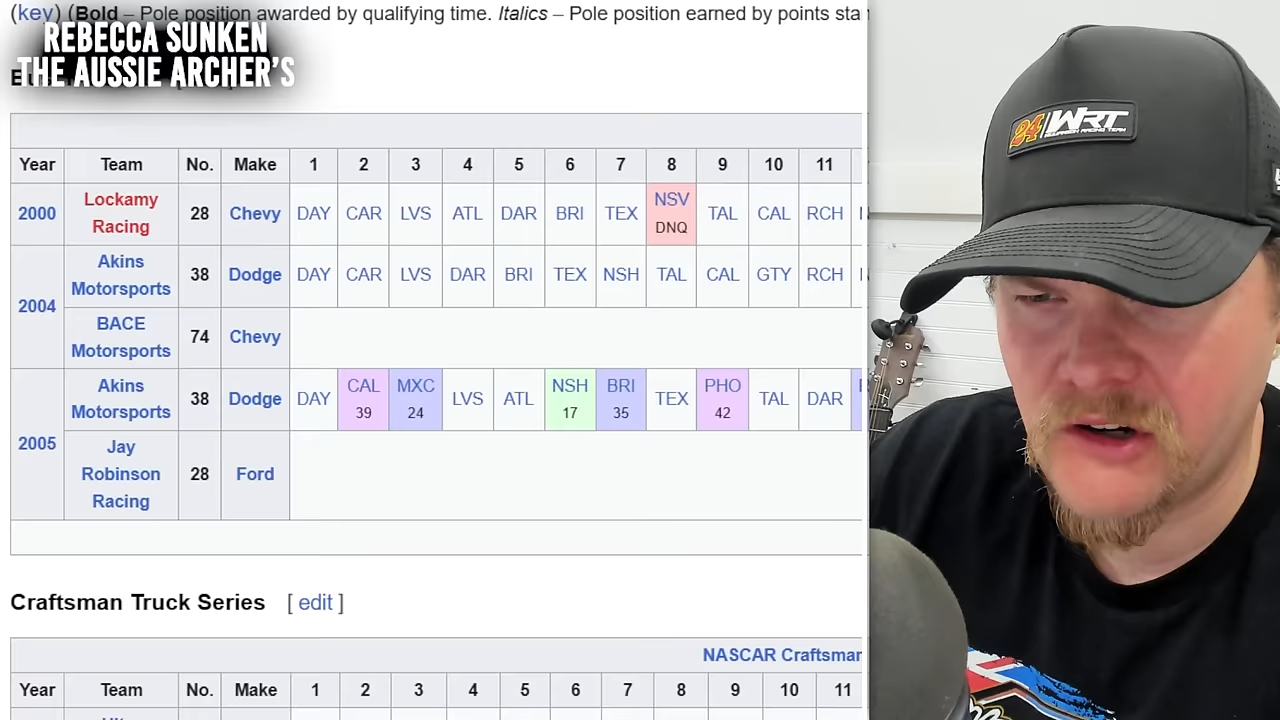 (key) (Bold – Pole position awarded by qualifying time. Italics – Pole position earned by points sta
REBECCA SUNKEN
THE AUSSIE ARCHER'S
Year Team No. Make 1 2 3 4 5 6 7 8 9 10 11
2000 Lockamy Racing 28 Chevy DAY CAR LVS ATL DAR BRI TEX NSV DNQ TAL CAL RCH
2004 Akins Motorsports 38 Dodge DAY CAR LVS DAR BRI TEX NSH TAL CAL GTY RCH
BACE Motorsports 74 Chevy
2005 Akins Motorsports 38 Dodge DAY CAL 39 MXC 24 LVS ATL NSH 17 BRI 35 TEX PHO 42 TAL DAR
Jay Robinson Racing 28 Ford
Craftsman Truck Series [ edit ]
NASCAR Craftsman
Year Team No. Make 1 2 3 4 5 6 7 8 9 10 11
24 WRT